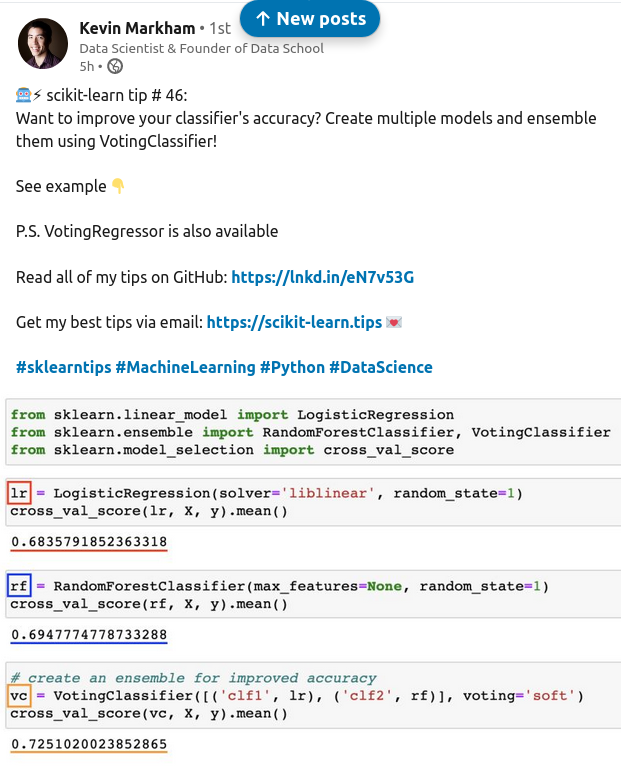 ↑ New posts
Kevin Markham • 1st
Data Scientist & Founder of Data School
5h •
🤖⚡ scikit-learn tip # 46:
Want to improve your classifier's accuracy? Create multiple models and ensemble
them using VotingClassifier!
See example 👇
P.S. VotingRegressor is also available
Read all of my tips on GitHub: https://lnkd.in/eN7v53G
Get my best tips via email: https://scikit-learn.tips 💌
#sklearntips #MachineLearning #Python #DataScience
from sklearn.linear_model import LogisticRegression
from sklearn.ensemble import RandomForestClassifier, VotingClassifier
from sklearn.model_selection import cross_val_score
lr = LogisticRegression(solver='liblinear', random_state=1)
cross_val_score(lr, X, y).mean()
0.6835791852363318
rf = RandomForestClassifier(max_features=None, random_state=1)
cross_val_score(rf, X, y).mean()
0.6947774778733288
# create an ensemble for improved accuracy
vc = VotingClassifier([('clf1', lr), ('clf2', rf)], voting='soft')
cross_val_score(vc, X, y).mean()
0.7251020023852865